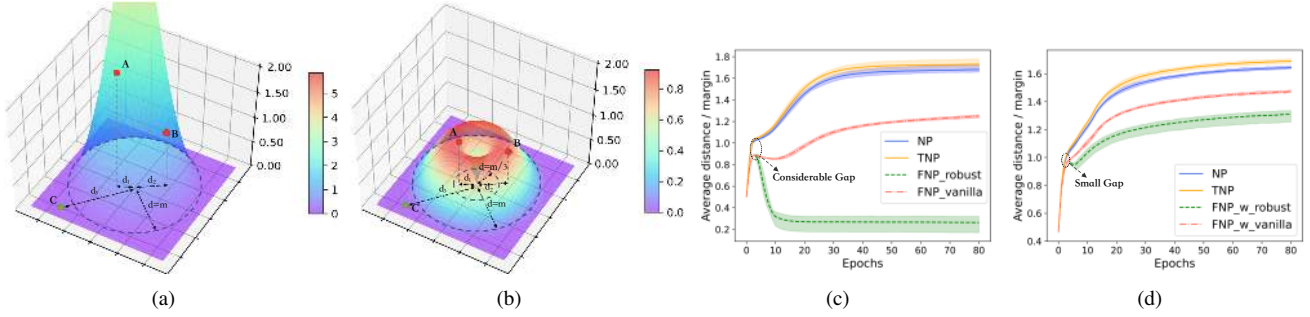 2.00
1.50
1.00
0.50
0.00
A
B
C
d=m
5
4
3
2
1
0
(a)
2.00
1.50
1.00
0.50
0.00
A
B
C
d=m/3
d=m
0.8
0.6
0.4
0.2
0.0
(b)
Average distance / margin
1.8
1.6
1.4
1.2
1.0
0.8
0.6
0.4
0.2
Considerable Gap
NP
TNP
FNP_robust
FNP_vanilla
0 10 20 30 40 50 60 70 80
Epochs
(c)
Average distance / margin
1.6
1.4
1.2
1.0
0.8
0.6
0.4
Small Gap
NP
TNP
FNP_w_robust
FNP_w_vanilla
0 10 20 30 40 50 60 70 80
Epochs
(d)